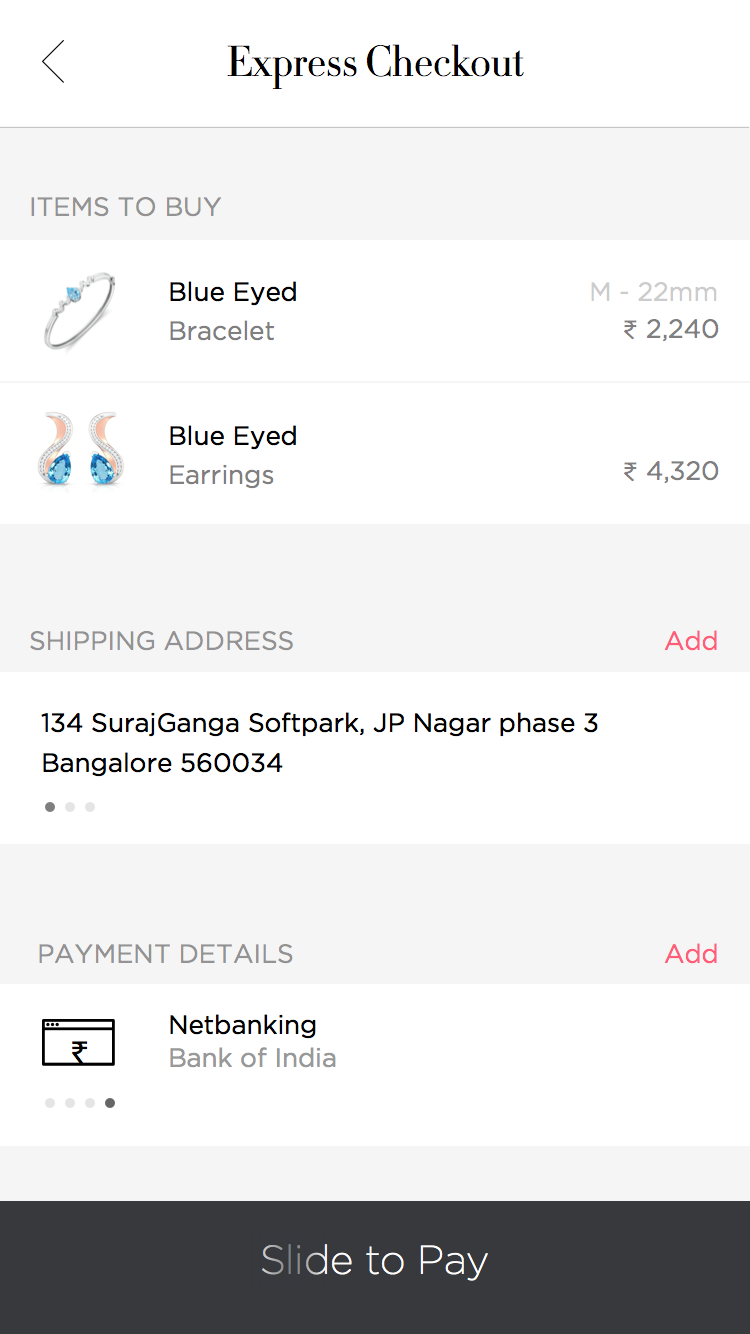 Express Checkout
ITEMS TO BUY
Blue Eyed
M - 22mm
Bracelet
₹ 2,240
Blue Eyed
Earrings
₹ 4,320
SHIPPING ADDRESS
Add
134 SurajGanga Softpark, JP Nagar phase 3
Bangalore 560034
PAYMENT DETAILS
Add
₹
Netbanking
Bank of India
Slide to Pay